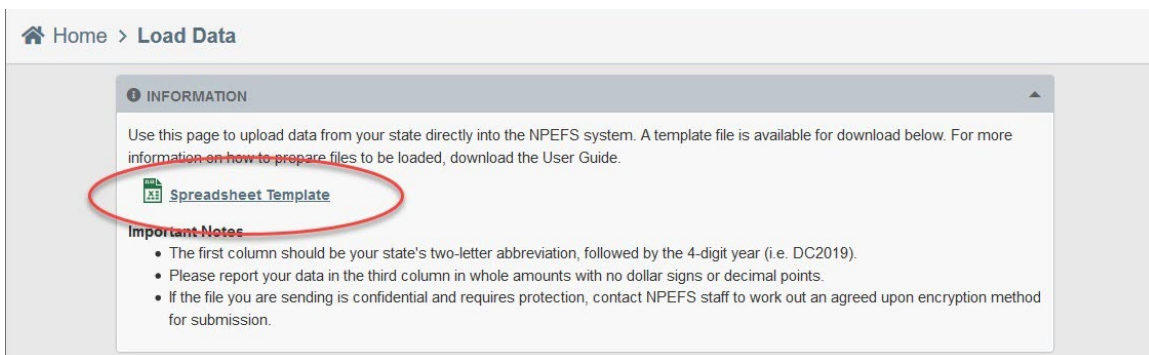 Home > Load Data
INFORMATION
Use this page to upload data from your state directly into the NPEFS system. A template file is available for download below. For more
information on how to prepare files to be loaded, download the User Guide.
Spreadsheet Template
Important Notes
• The first column should be your state's two-letter abbreviation, followed by the 4-digit year (i.e. DC2019).
• Please report your data in the third column in whole amounts with no dollar signs or decimal points.
• If the file you are sending is confidential and requires protection, contact NPEFS staff to work out an agreed upon encryption method
for submission.